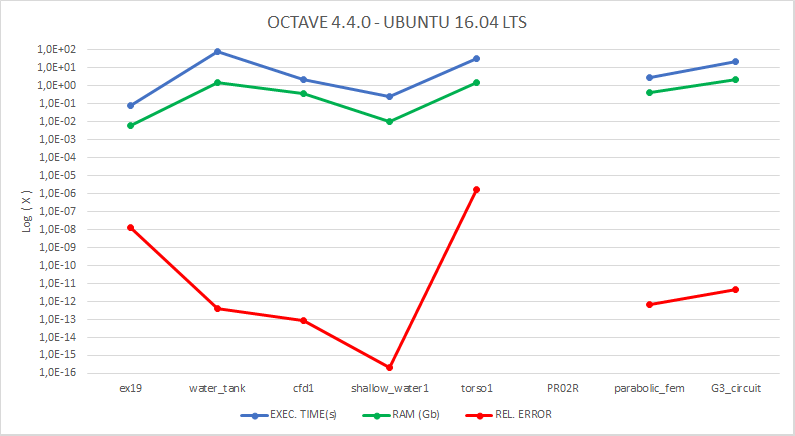 OCTAVE 4.4.0 - UBUNTU 16.04 LTS
Log ( X )
1,0E+02
1,0E+01
1,0E+00
1,0E-01
1,0E-02
1,0E-03
1,0E-04
1,0E-05
1,0E-06
1,0E-07
1,0E-08
1,0E-09
1,0E-10
1,0E-11
1,0E-12
1,0E-13
1,0E-14
1,0E-15
1,0E-16
ex19 water_tank cfd1 shallow_water1 torso1 PR02R parabolic_fem G3_circuit
EXEC. TIME(s) RAM (Gb) REL. ERROR